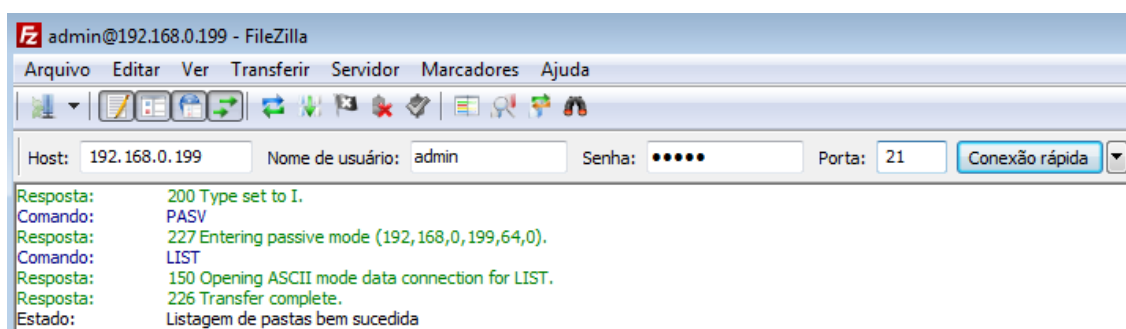 admin@192.168.0.199 - FileZilla
Arquivo Editar Ver Transferir Servidor Marcadores Ajuda
Host: 192.168.0.199 Nome de usuário: admin Senha: ●●●●● Porta: 21 Conexão rápida
Resposta: 200 Type set to I.
Comando: PASV
Resposta: 227 Entering passive mode (192,168,0,199,64,0).
Comando: LIST
Resposta: 150 Opening ASCII mode data connection for LIST.
Resposta: 226 Transfer complete.
Estado: Listagem de pastas bem sucedida